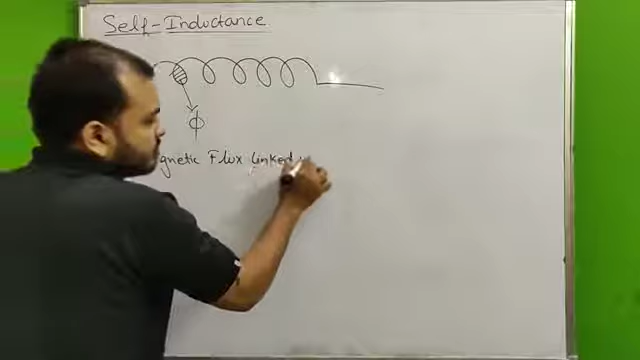 Self-Inductance
ϕ
gnetic Flux linked